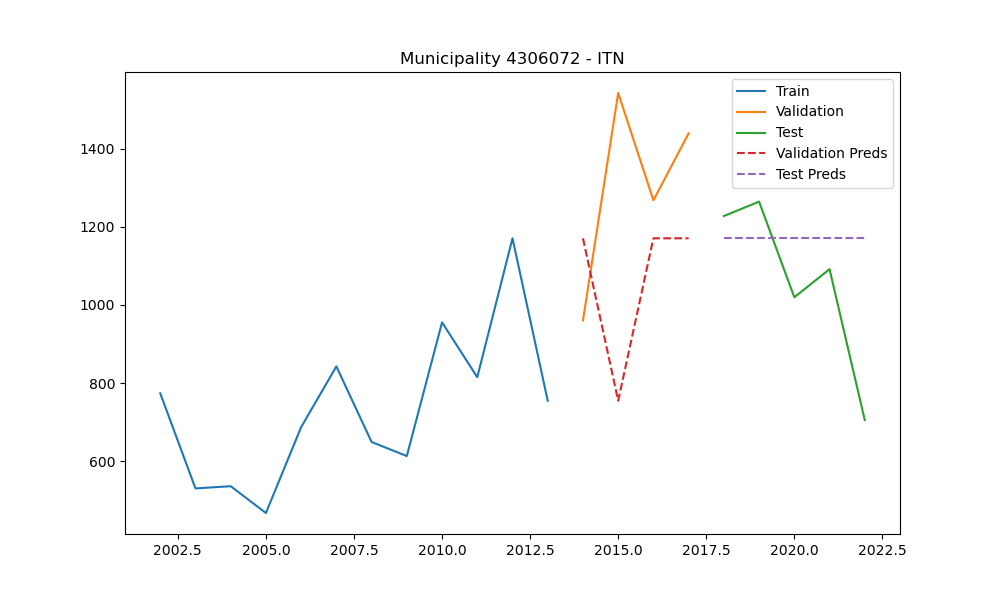 Municipality 4306072 - ITN
Train
Validation
Test
Validation Preds
Test Preds
1400
1200
1000
800
600
2002.5 2005.0 2007.5 2010.0 2012.5 2015.0 2017.5 2020.0 2022.5